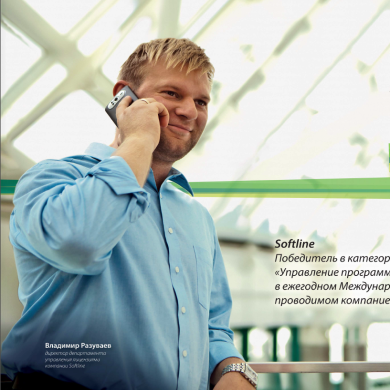 Softline
Победитель в категор
«Управление программ
в ежегодном Междунар
проводимом компание
Владимир Разуваев
директор департамента
управления лицензиями
компании Softline